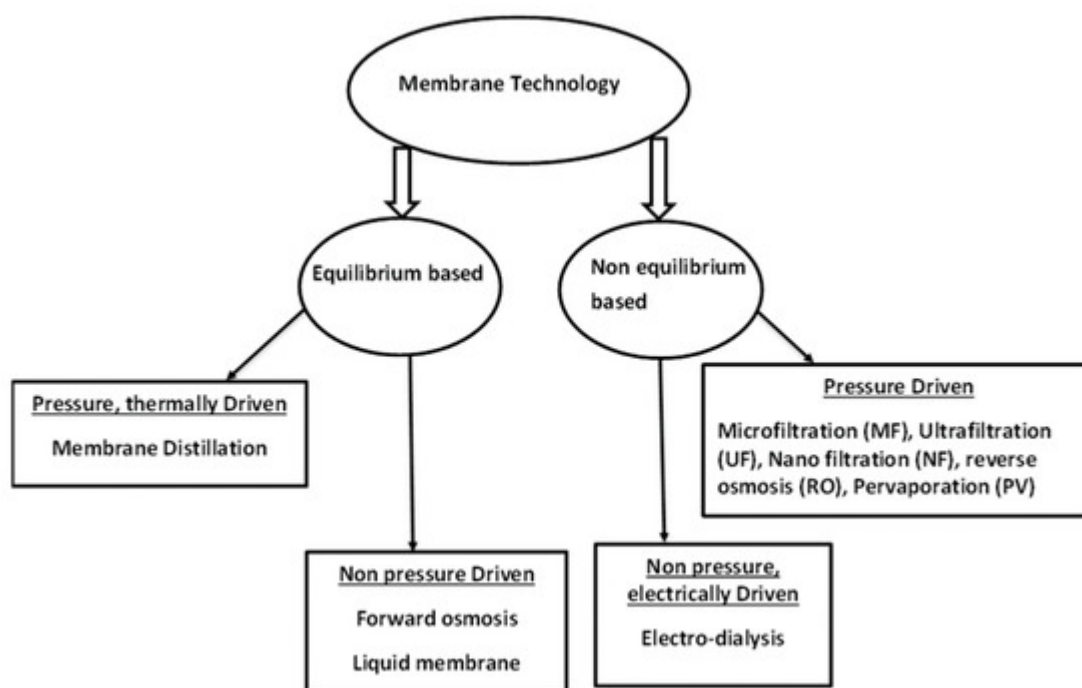 Membrane Technology
Equilibrium based
Non equilibrium
based
Pressure, thermally Driven
Membrane Distillation
Pressure Driven
Microfiltration (MF), Ultrafiltration
(UF), Nano filtration (NF), reverse
osmosis (RO), Pervaporation (PV)
Non pressure Driven
Forward osmosis
Liquid membrane
Non pressure,
electrically Driven
Electro-dialysis